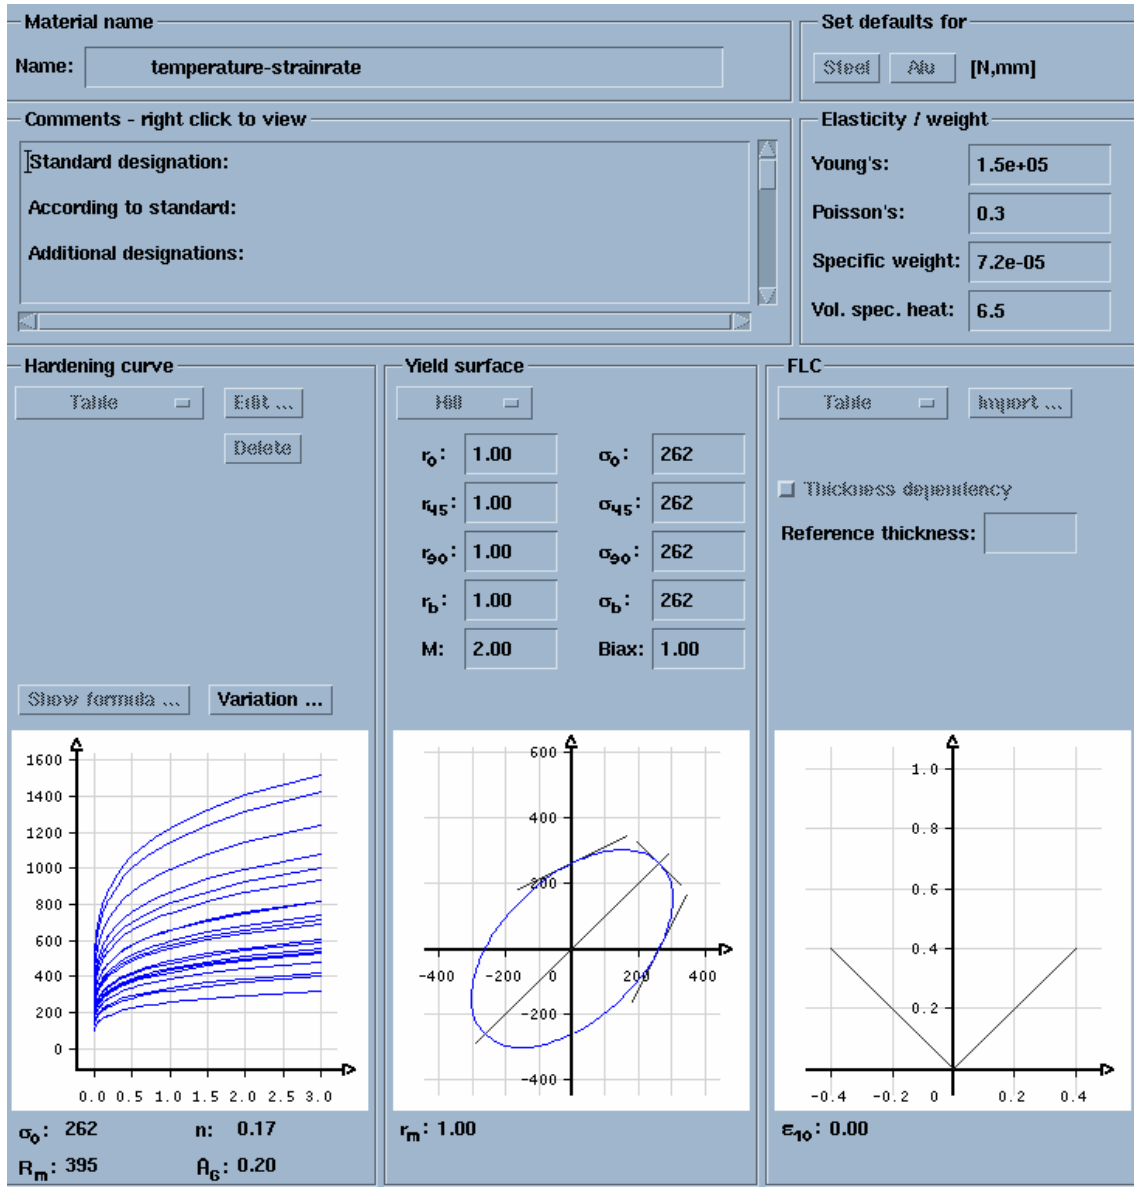 Material name
Name: temperature-strainrate
Set defaults for
Steel Alu [N,mm]
Comments - right click to view
Standard designation:
According to standard:
Additional designations:
Elasticity / weight
Young's: 1.5e+05
Poisson's: 0.3
Specific weight: 7.2e-05
Vol. spec. heat: 6.5
Hardening curve
Table Edit ...
Delete
Show formula ... Variation ...
1600
1400
1200
1000
800
600
400
200
0
0.0 0.5 1.0 1.5 2.0 2.5 3.0
σ0: 262 n: 0.17
Rm: 395 AG: 0.20
Yield surface
Hill
r0: 1.00 σ0: 262
r45: 1.00 σ45: 262
r90: 1.00 σ90: 262
rb: 1.00 σb: 262
M: 2.00 Biax: 1.00
600
400
200
-400 -200 0 200 400
-200
-400
rm: 1.00
FLC
Table Import ...
Thickness dependency
Reference thickness:
1.0
0.8
0.6
0.4
0.2
-0.4 -0.2 0 0.2 0.4
ε10: 0.00